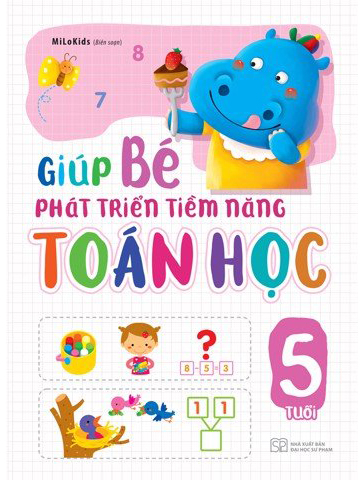 MiLoKids (Biên soạn)
8
7
Giúp Bé
PHÁT TRIỂN TIỀM NĂNG
TOÁN HỌC
?
8 - 5 = 3
5
TUỔI
1 1
NHÀ XUẤT BẢN
ĐẠI HỌC SƯ PHẠM